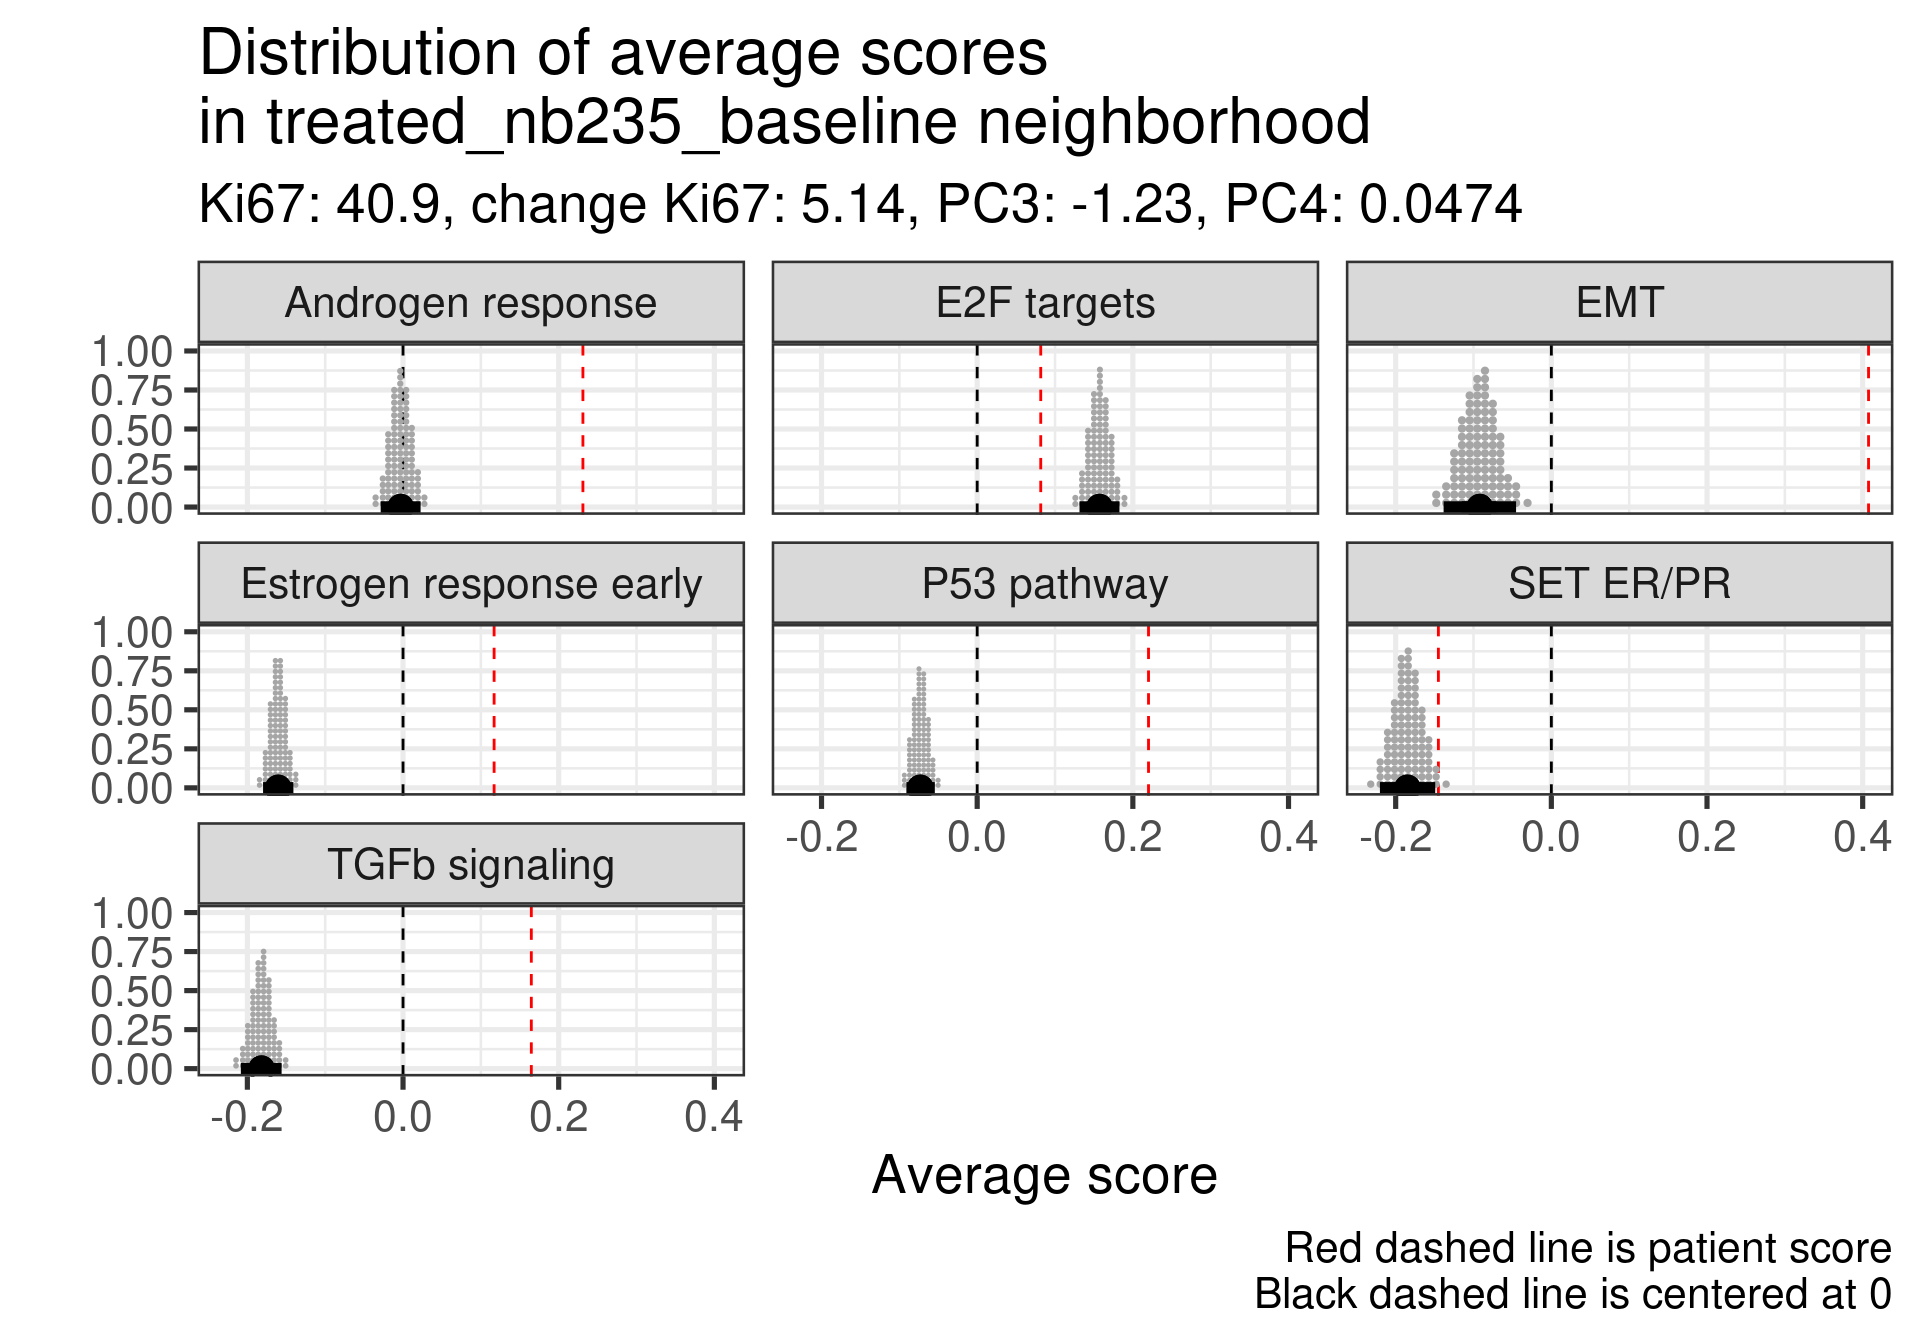 Distribution of average scores
in treated_nb235_baseline neighborhood
Ki67: 40.9, change Ki67: 5.14, PC3: -1.23, PC4: 0.0474
Androgen response
E2F targets
EMT
1.00
0.75
0.50
0.25
0.00
Estrogen response early
P53 pathway
SET ER/PR
1.00
0.75
0.50
0.25
0.00
-0.2 0.0 0.2 0.4
-0.2 0.0 0.2 0.4
TGFb signaling
1.00
0.75
0.50
0.25
0.00
-0.2 0.0 0.2 0.4
Average score
Red dashed line is patient score
Black dashed line is centered at 0